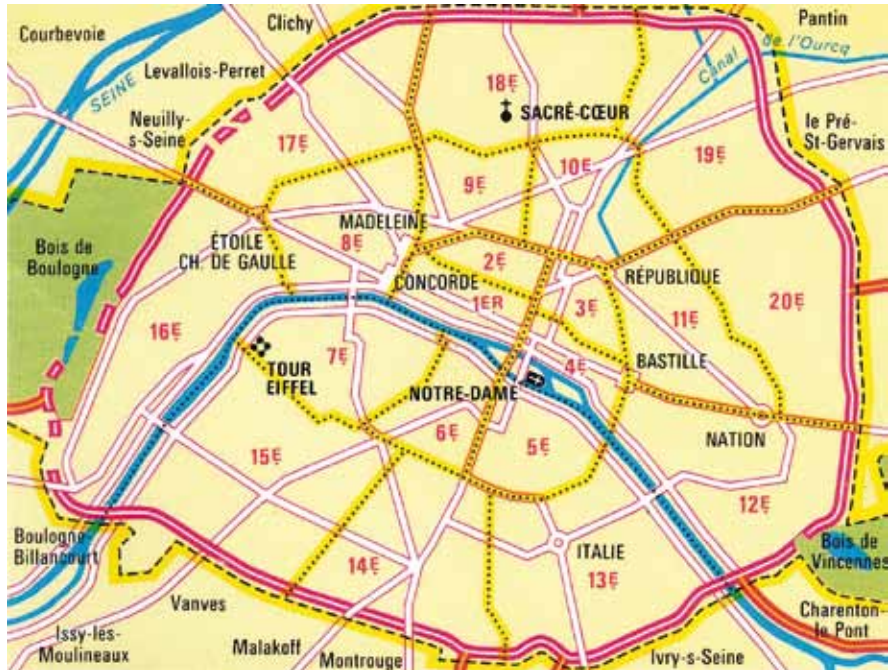 Courbevoie
Clichy
Pantin
Canal de l'Ourcq
Levallois-Perret
SEINE
18E
SACRÉ-CŒUR
Neuilly-
s-Seine
17E
le Pré-
St-Gervais
19E
10E
9E
MADELEINE
8E
ÉTOILE
CH. DE GAULLE
Bois de
Boulogne
2E
CONCORDE
RÉPUBLIQUE
1ER
3E
11E
20E
16E
7E
TOUR
EIFFEL
4E
BASTILLE
NOTRE-DAME
6E
5E
NATION
15E
12E
Boulogne-
Billancourt
ITALIE
Bois de
Vincennes
14E
13E
Vanves
Charenton-
le Pont
Issy-les-
Moulineaux
Malakoff
Montrouge
Ivry-s-Seine